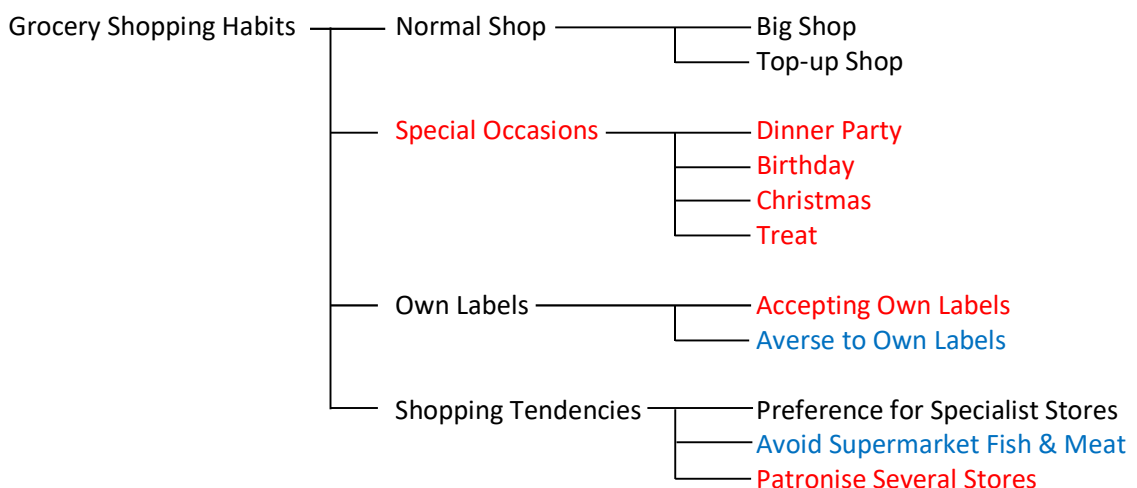 Grocery Shopping Habits
Normal Shop
Big Shop
Top-up Shop
Special Occasions
Dinner Party
Birthday
Christmas
Treat
Own Labels
Accepting Own Labels
Averse to Own Labels
Shopping Tendencies
Preference for Specialist Stores
Avoid Supermarket Fish & Meat
Patronise Several Stores